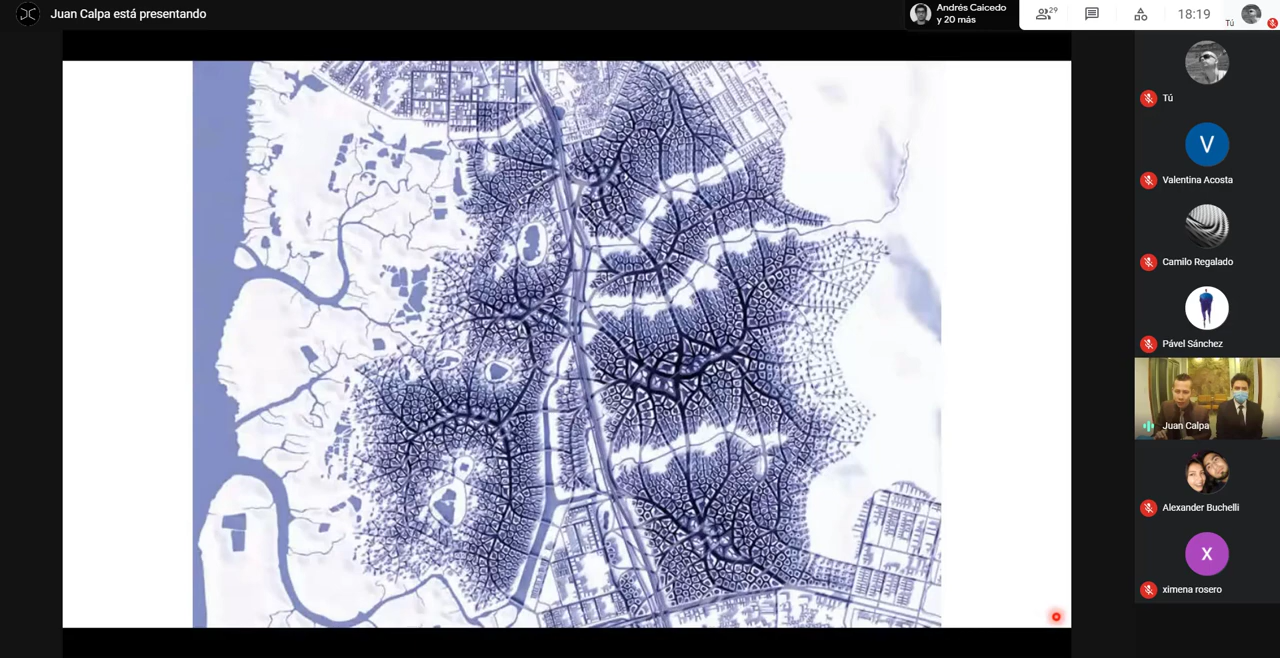 Juan Calpa está presentando
Andrés Caicedo
y 20 más
29
18:19
Tú
Tú
V
Valentina Acosta
Camilo Regalado
Pável Sánchez
Juan Calpa
Alexander Buchelli
X
ximena rosero